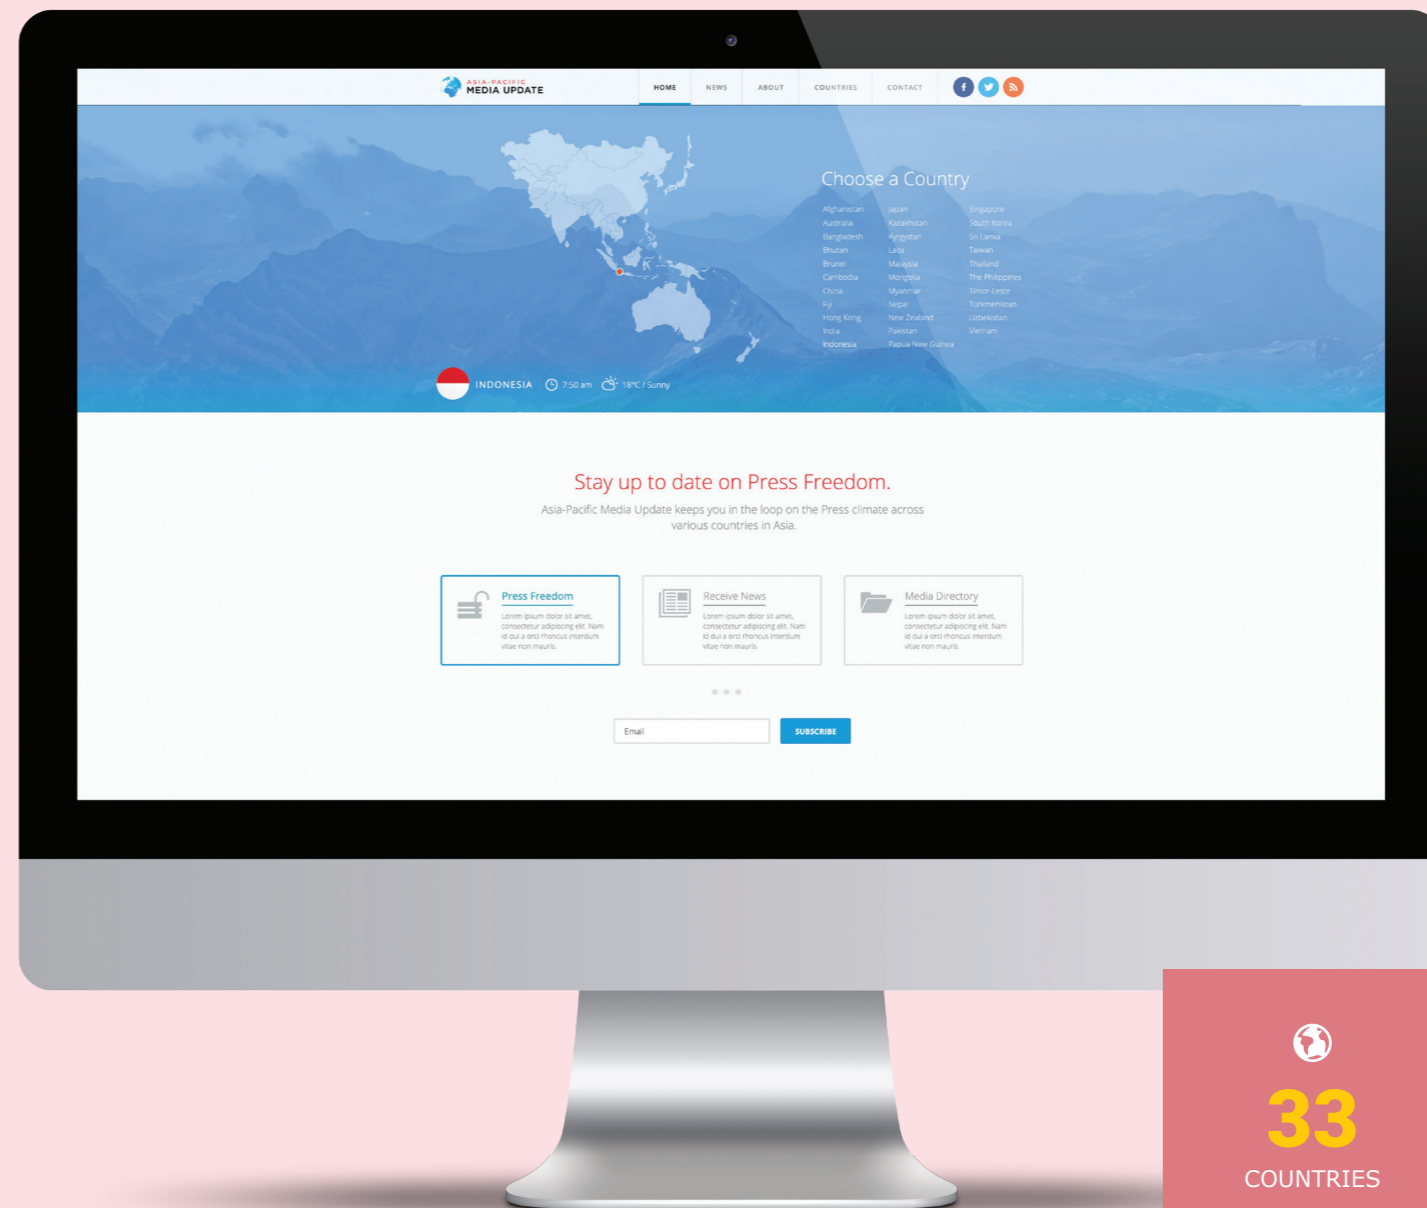 ASIA-PACIFIC
MEDIA UPDATE
HOME NEWS ABOUT COUNTRIES CONTACT
Choose a Country
Afghanistan Japan Singapore
Australia Kazakhstan South Korea
Bangladesh Kyrgystan Sri Lanka
Bhutan Laos Taiwan
Brunei Malaysia Thailand
Cambodia Mongolia The Philippines
China Myanmar Timor-Leste
Fiji Nepal Turkmenistan
Hong Kong New Zealand Uzbekistan
India Pakistan Vietnam
Indonesia Papua New Guinea
INDONESIA 7:50 am 18°C / Sunny
Stay up to date on Press Freedom.
Asia-Pacific Media Update keeps you in the loop on the Press climate across
various countries in Asia.
Press Freedom
Lorem ipsum dolor sit amet,
consectetur adipiscing elit. Nam
id dui a orci rhoncus interdum
vitae non mauris.
Receive News
Lorem ipsum dolor sit amet,
consectetur adipiscing elit. Nam
id dui a orci rhoncus interdum
vitae non mauris.
Media Directory
Lorem ipsum dolor sit amet,
consectetur adipiscing elit. Nam
id dui a orci rhoncus interdum
vitae non mauris.
Email SUBSCRIBE
33
COUNTRIES